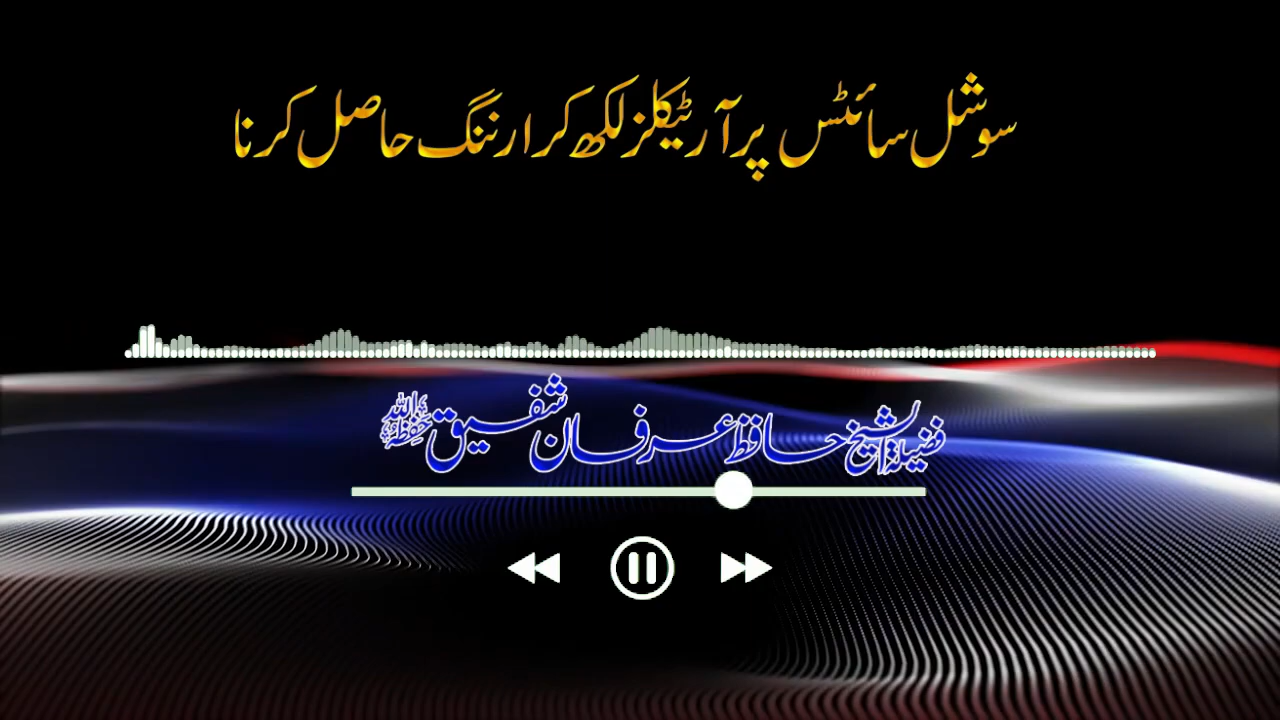 سوشل سائٹس پر آرٹیکلز لکھ کر ارننگ حاصل کرنا
فضیلۃ الشیخ حافظ عرفان شفیق حفظہ اللہ